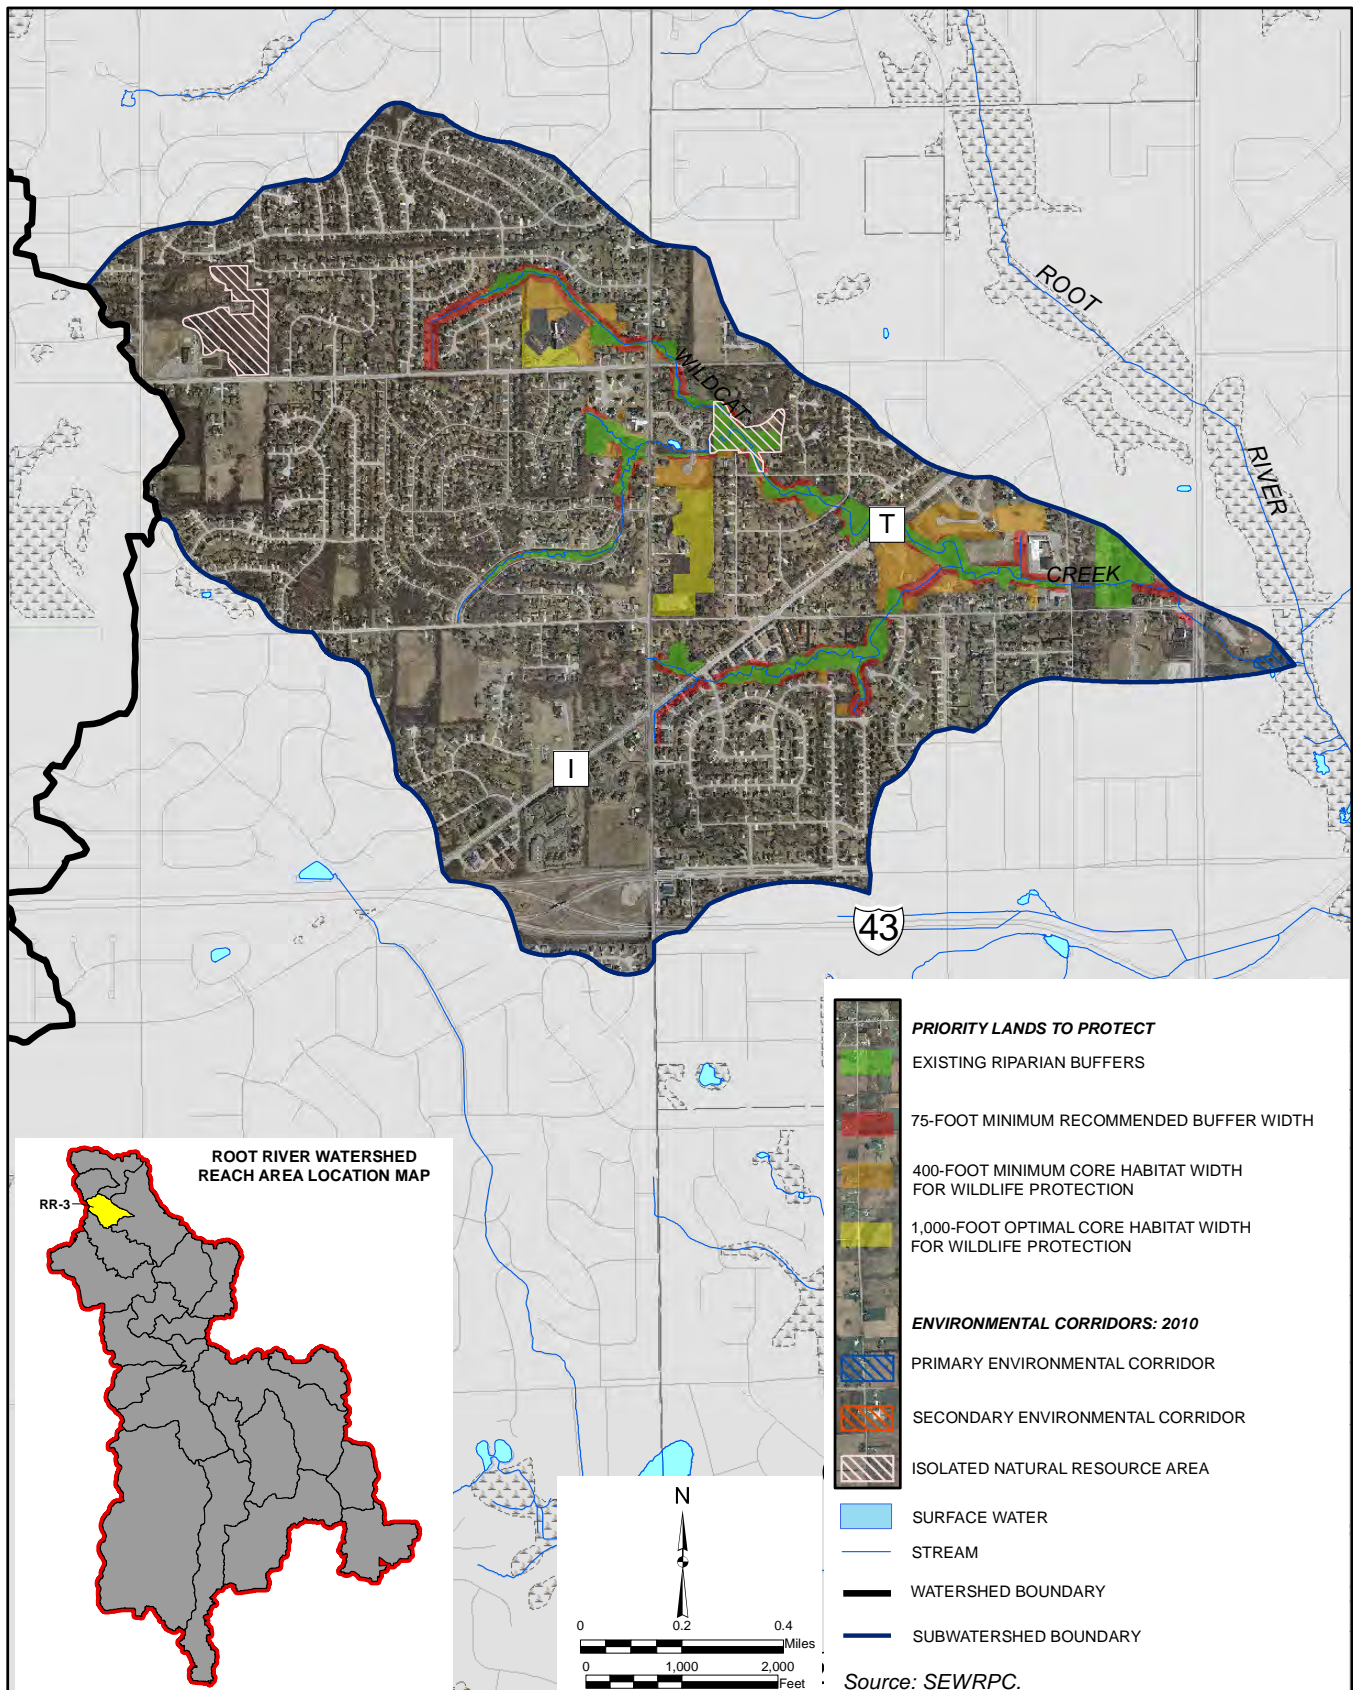 ROOT
RIVER
WILDCAT
T
CREEK
I
43
ROOT RIVER WATERSHED
REACH AREA LOCATION MAP
RR-3
PRIORITY LANDS TO PROTECT
EXISTING RIPARIAN BUFFERS
75-FOOT MINIMUM RECOMMENDED BUFFER WIDTH
400-FOOT MINIMUM CORE HABITAT WIDTH
FOR WILDLIFE PROTECTION
1,000-FOOT OPTIMAL CORE HABITAT WIDTH
FOR WILDLIFE PROTECTION
ENVIRONMENTAL CORRIDORS: 2010
PRIMARY ENVIRONMENTAL CORRIDOR
SECONDARY ENVIRONMENTAL CORRIDOR
ISOLATED NATURAL RESOURCE AREA
SURFACE WATER
STREAM
WATERSHED BOUNDARY
SUBWATERSHED BOUNDARY
N
0 0.2 0.4
Miles
0 1,000 2,000
Feet
Source: SEWRPC.